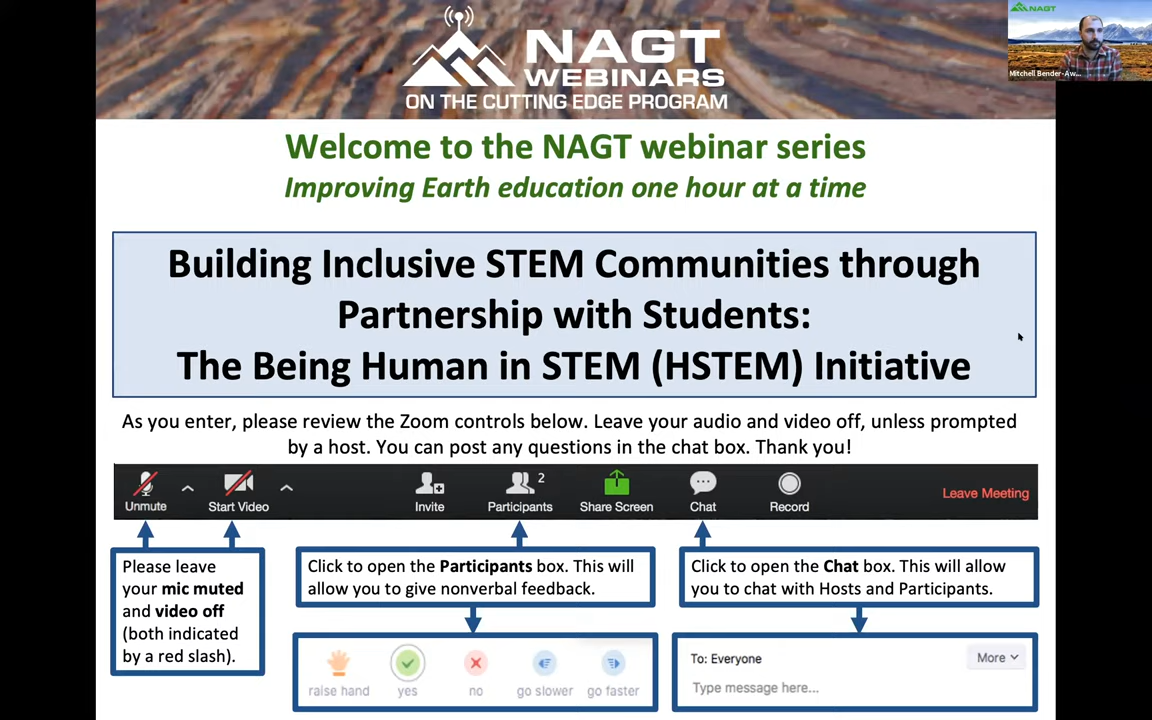 NAGT
WEBINARS
ON THE CUTTING EDGE PROGRAM
NAGT
Mitchell Bender-Aw...
Welcome to the NAGT webinar series
Improving Earth education one hour at a time
Building Inclusive STEM Communities through
Partnership with Students:
The Being Human in STEM (HSTEM) Initiative
As you enter, please review the Zoom controls below. Leave your audio and video off, unless prompted
by a host. You can post any questions in the chat box. Thank you!
Unmute
Start Video
Invite
2
Participants
Share Screen
Chat
Record
Leave Meeting
Please leave
your mic muted
and video off
(both indicated
by a red slash).
Click to open the Participants box. This will
allow you to give nonverbal feedback.
raise hand
yes
no
go slower
go faster
Click to open the Chat box. This will allow
you to chat with Hosts and Participants.
To: Everyone
More
Type message here...